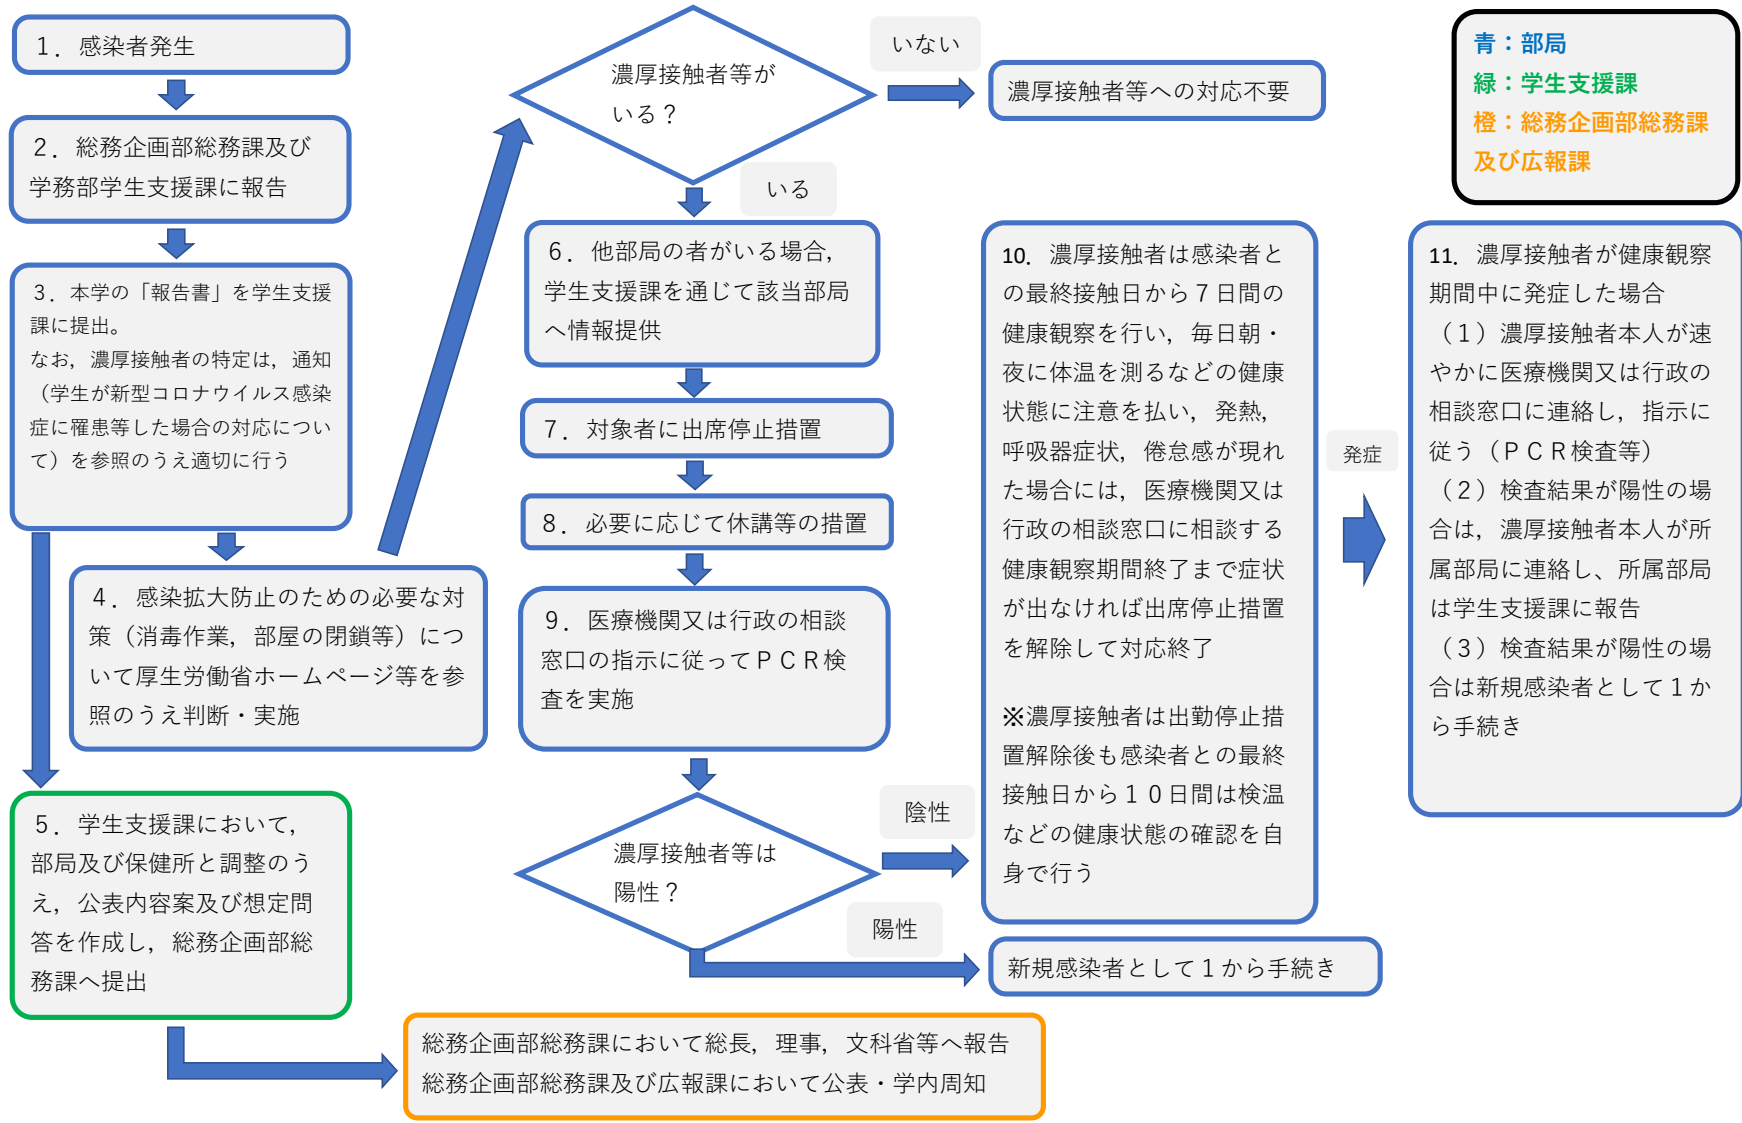 １．感染者発生
２．総務企画部総務課及び
学務部学生支援課に報告
３．本学の「報告書」を学生支援
課に提出。
なお，濃厚接触者の特定は，通知
（学生が新型コロナウイルス感染
症に罹患等した場合の対応につい
て）を参照のうえ適切に行う
４．感染拡大防止のための必要な対
策（消毒作業，部屋の閉鎖等）につ
いて厚生労働省ホームページ等を参
照のうえ判断・実施
５．学生支援課において，
部局及び保健所と調整のう
え，公表内容案及び想定問
答を作成し，総務企画部総
務課へ提出
総務企画部総務課において総長，理事，文科省等へ報告
総務企画部総務課及び広報課において公表・学内周知
濃厚接触者等が
いる？
いない
濃厚接触者等への対応不要
いる
６．他部局の者がいる場合，
学生支援課を通じて該当部局
へ情報提供
７．対象者に出席停止措置
８．必要に応じて休講等の措置
９．医療機関又は行政の相談
窓口の指示に従ってＰＣＲ検
査を実施
濃厚接触者等は
陽性？
陰性
陽性
新規感染者として１から手続き
10．濃厚接触者は感染者と
の最終接触日から７日間の
健康観察を行い，毎日朝・
夜に体温を測るなどの健康
状態に注意を払い，発熱，
呼吸器症状，倦怠感が現れ
た場合には，医療機関又は
行政の相談窓口に相談する
健康観察期間終了まで症状
が出なければ出席停止措置
を解除して対応終了
※濃厚接触者は出勤停止措
置解除後も感染者との最終
接触日から１０日間は検温
などの健康状態の確認を自
身で行う
発症
11．濃厚接触者が健康観察
期間中に発症した場合
（１）濃厚接触者本人が速
やかに医療機関又は行政の
相談窓口に連絡し，指示に
従う（ＰＣＲ検査等）
（２）検査結果が陽性の場
合は，濃厚接触者本人が所
属部局に連絡し、所属部局
は学生支援課に報告
（３）検査結果が陽性の場
合は新規感染者として１か
ら手続き
青：部局
緑：学生支援課
橙：総務企画部総務課
及び広報課